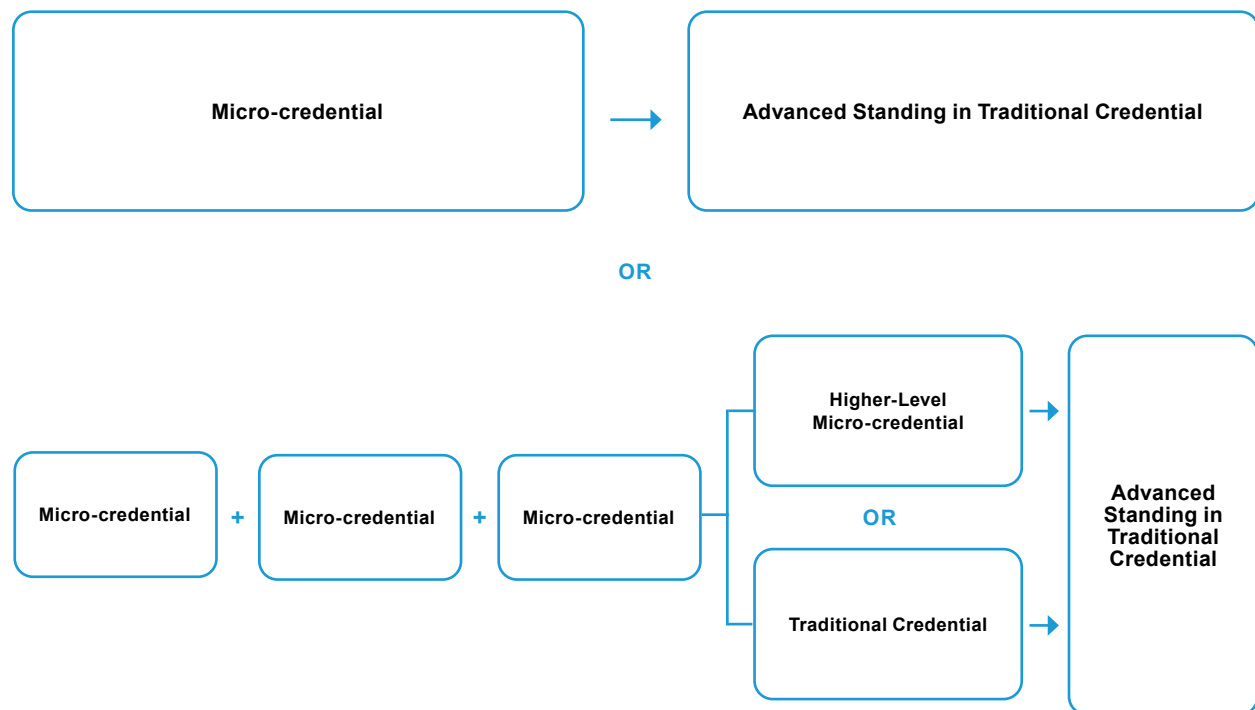 Micro-credential
Advanced Standing in Traditional Credential
OR
Micro-credential
+
Micro-credential
+
Micro-credential
Higher-Level
Micro-credential
OR
Traditional Credential
Advanced
Standing in
Traditional
Credential